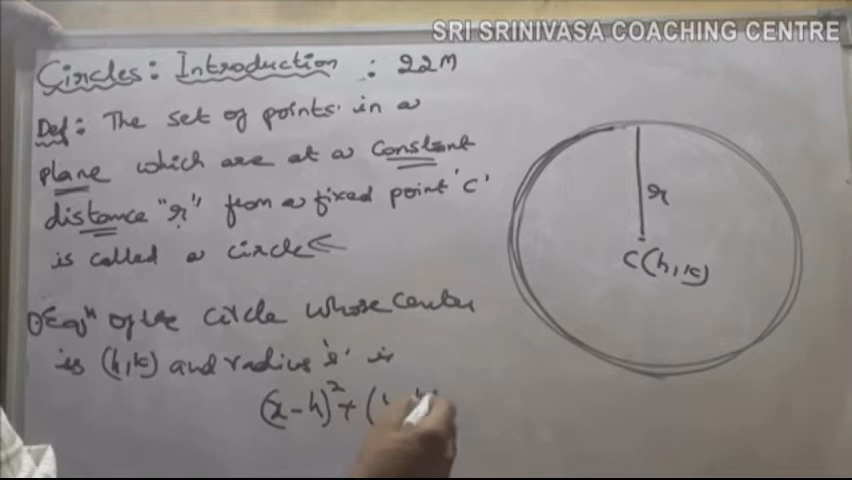 SRI SRINIVASA COACHING CENTRE
Circles: Introduction : 22M
Def: The set of points in a
plane which are at a constant
distance "r" from a fixed point 'c'
is called a circle
① Eqn of the circle whose center
is (h,k) and radius 'r' is
(x-h)²+(
r
C(h,k)